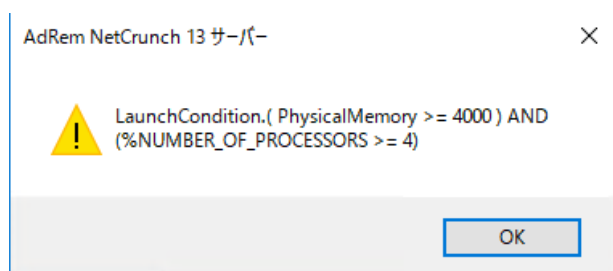 AdRem NetCrunch 13 サーバー
LaunchCondition.( PhysicalMemory >= 4000 ) AND
(%NUMBER_OF_PROCESSORS >= 4)
OK